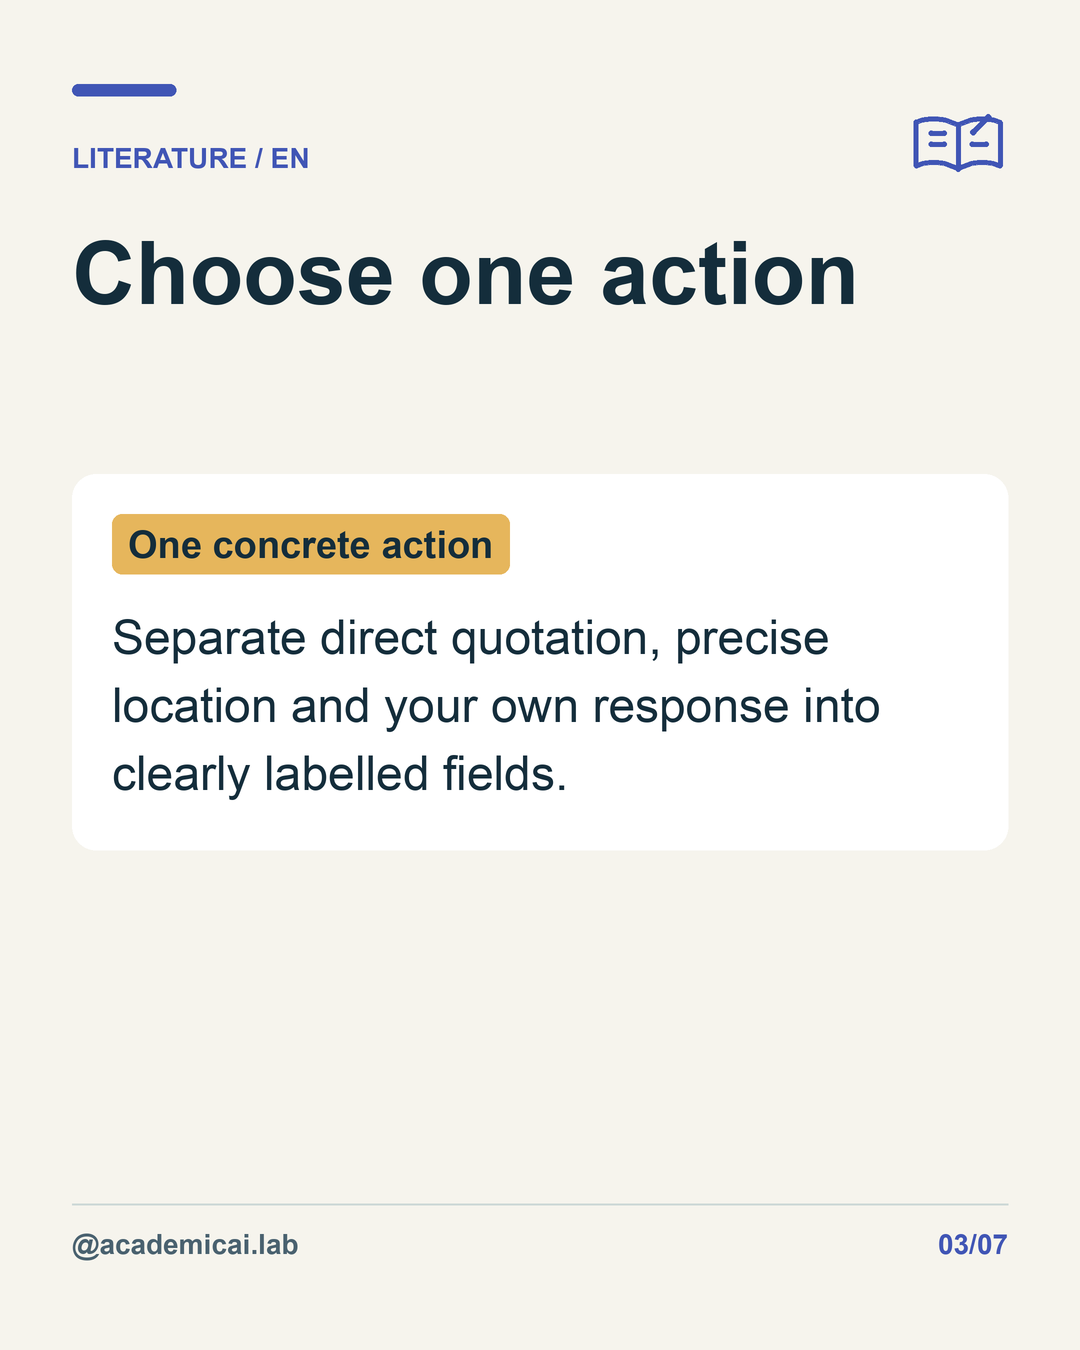 LITERATURE / EN
Choose one action
One concrete action
Separate direct quotation, precise
location and your own response into
clearly labelled fields.
@academicai.lab
03/07